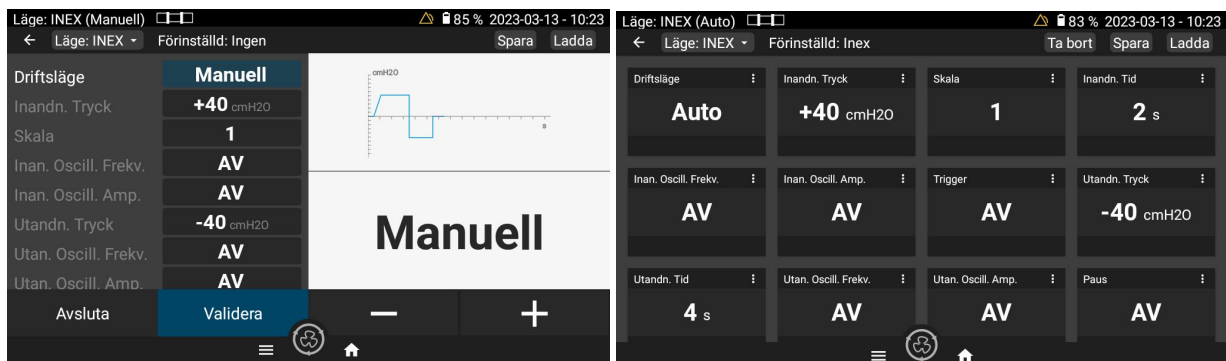 Läge: INEX (Manuell) 85 % 2023-03-13 - 10:23
Läge: INEX Förinställd: Ingen Spara Ladda
Driftsläge Manuell
Inandn. Tryck +40 cmH2O
Skala 1
Inan. Oscill. Frekv. AV
Inan. Oscill. Amp. AV
Utandn. Tryck -40 cmH2O
Utan. Oscill. Frekv. AV
Utan. Oscill. Amp. AV
cmH20
s
Manuell
Avsluta Validera − +
Läge: INEX (Auto) 83 % 2023-03-13 - 10:23
Läge: INEX Förinställd: Inex Ta bort Spara Ladda
Driftsläge Inandn. Tryck Skala Inandn. Tid
Auto +40 cmH2O 1 2 s
Inan. Oscill. Frekv. Inan. Oscill. Amp. Trigger Utandn. Tryck
AV AV AV -40 cmH2O
Utandn. Tid Utan. Oscill. Frekv. Utan. Oscill. Amp. Paus
4 s AV AV AV